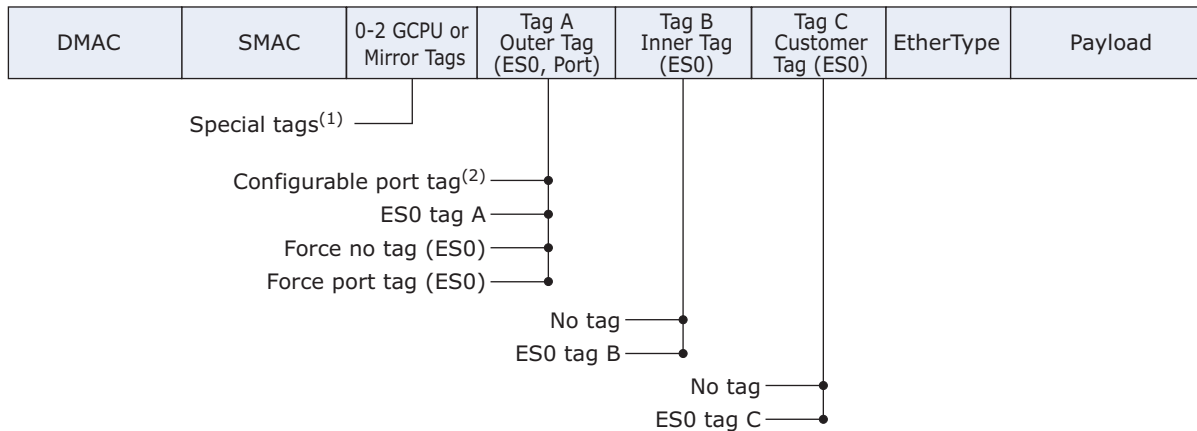 DMAC
SMAC
0-2 GCPU or
Mirror Tags
Tag A
Outer Tag
(ES0, Port)
Tag B
Inner Tag
(ES0)
Tag C
Customer
Tag (ES0)
EtherType
Payload
Special tags(1)
Configurable port tag(2)
ES0 tag A
Force no tag (ES0)
Force port tag (ES0)
No tag
ES0 tag B
No tag
ES0 tag C